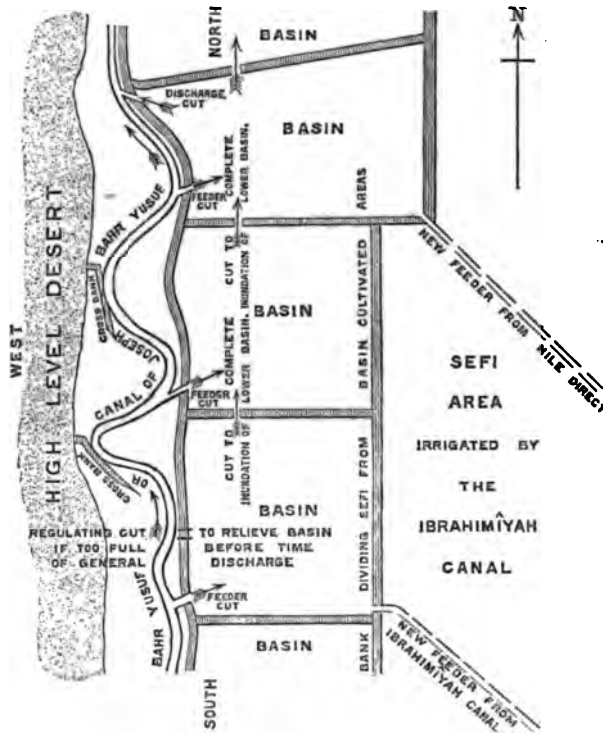 NORTH
BASIN
N
DISCHARGE
CUT
BASIN
FEEDER
CUT
CUT TO COMPLETE
INUNDATION OF LOWER BASIN.
BAHR YUSUF
OR
CANAL OF JOSEPH
BAHR YUSUF
CROSS BANK
CROSS BANK
HIGH LEVEL DESERT
WEST
NEW FEEDER FROM NILE DIRECT
BASIN
FEEDER
CUT
CUT TO COMPLETE
INUNDATION OF LOWER BASIN.
BANK DIVIDING SEFI FROM BASIN CULTIVATED AREAS
SEFI
AREA
IRRIGATED BY
THE
IBRAHIMÎYAH
CANAL
BASIN
REGULATING CUT TO RELIEVE BASIN
IF TOO FULL BEFORE TIME
OF GENERAL DISCHARGE
FEEDER
CUT
BASIN
NEW FEEDER FROM
IBRAHIMÎYAH CANAL
SOUTH